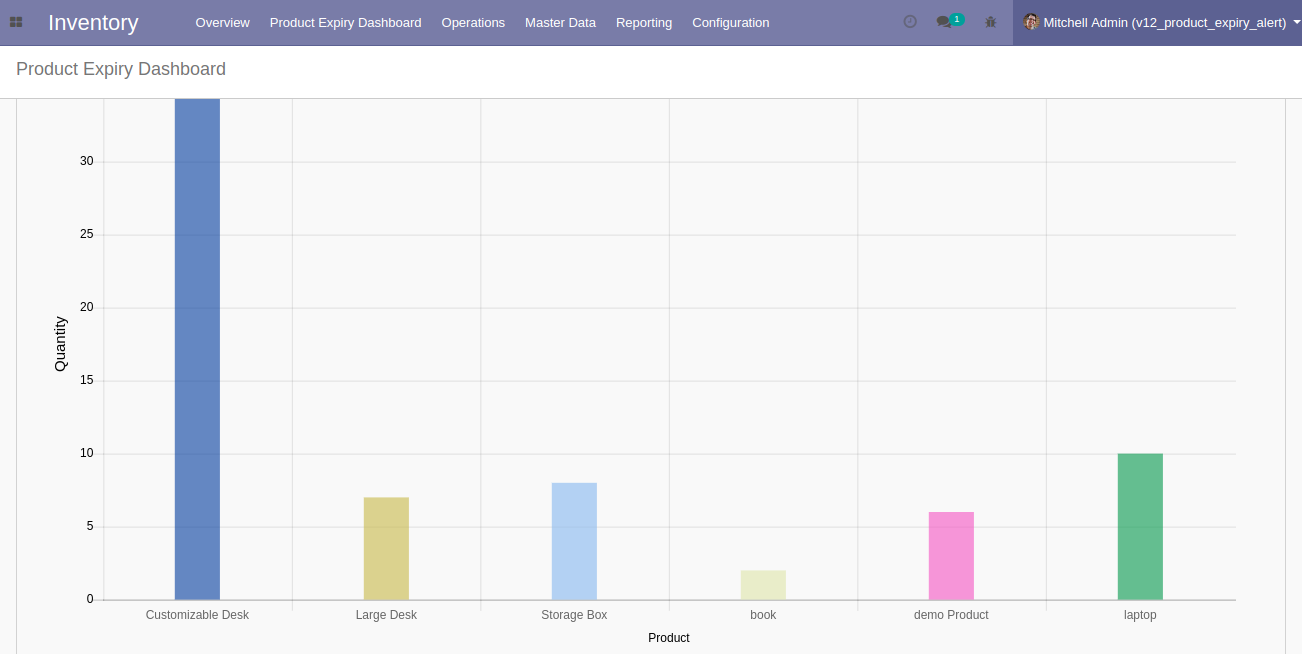 Inventory Overview Product Expiry Dashboard Operations Master Data Reporting Configuration 1 Mitchell Admin (v12_product_expiry_alert)
Product Expiry Dashboard
30
25
20
15
10
5
0
Quantity
Customizable Desk Large Desk Storage Box book demo Product laptop
Product